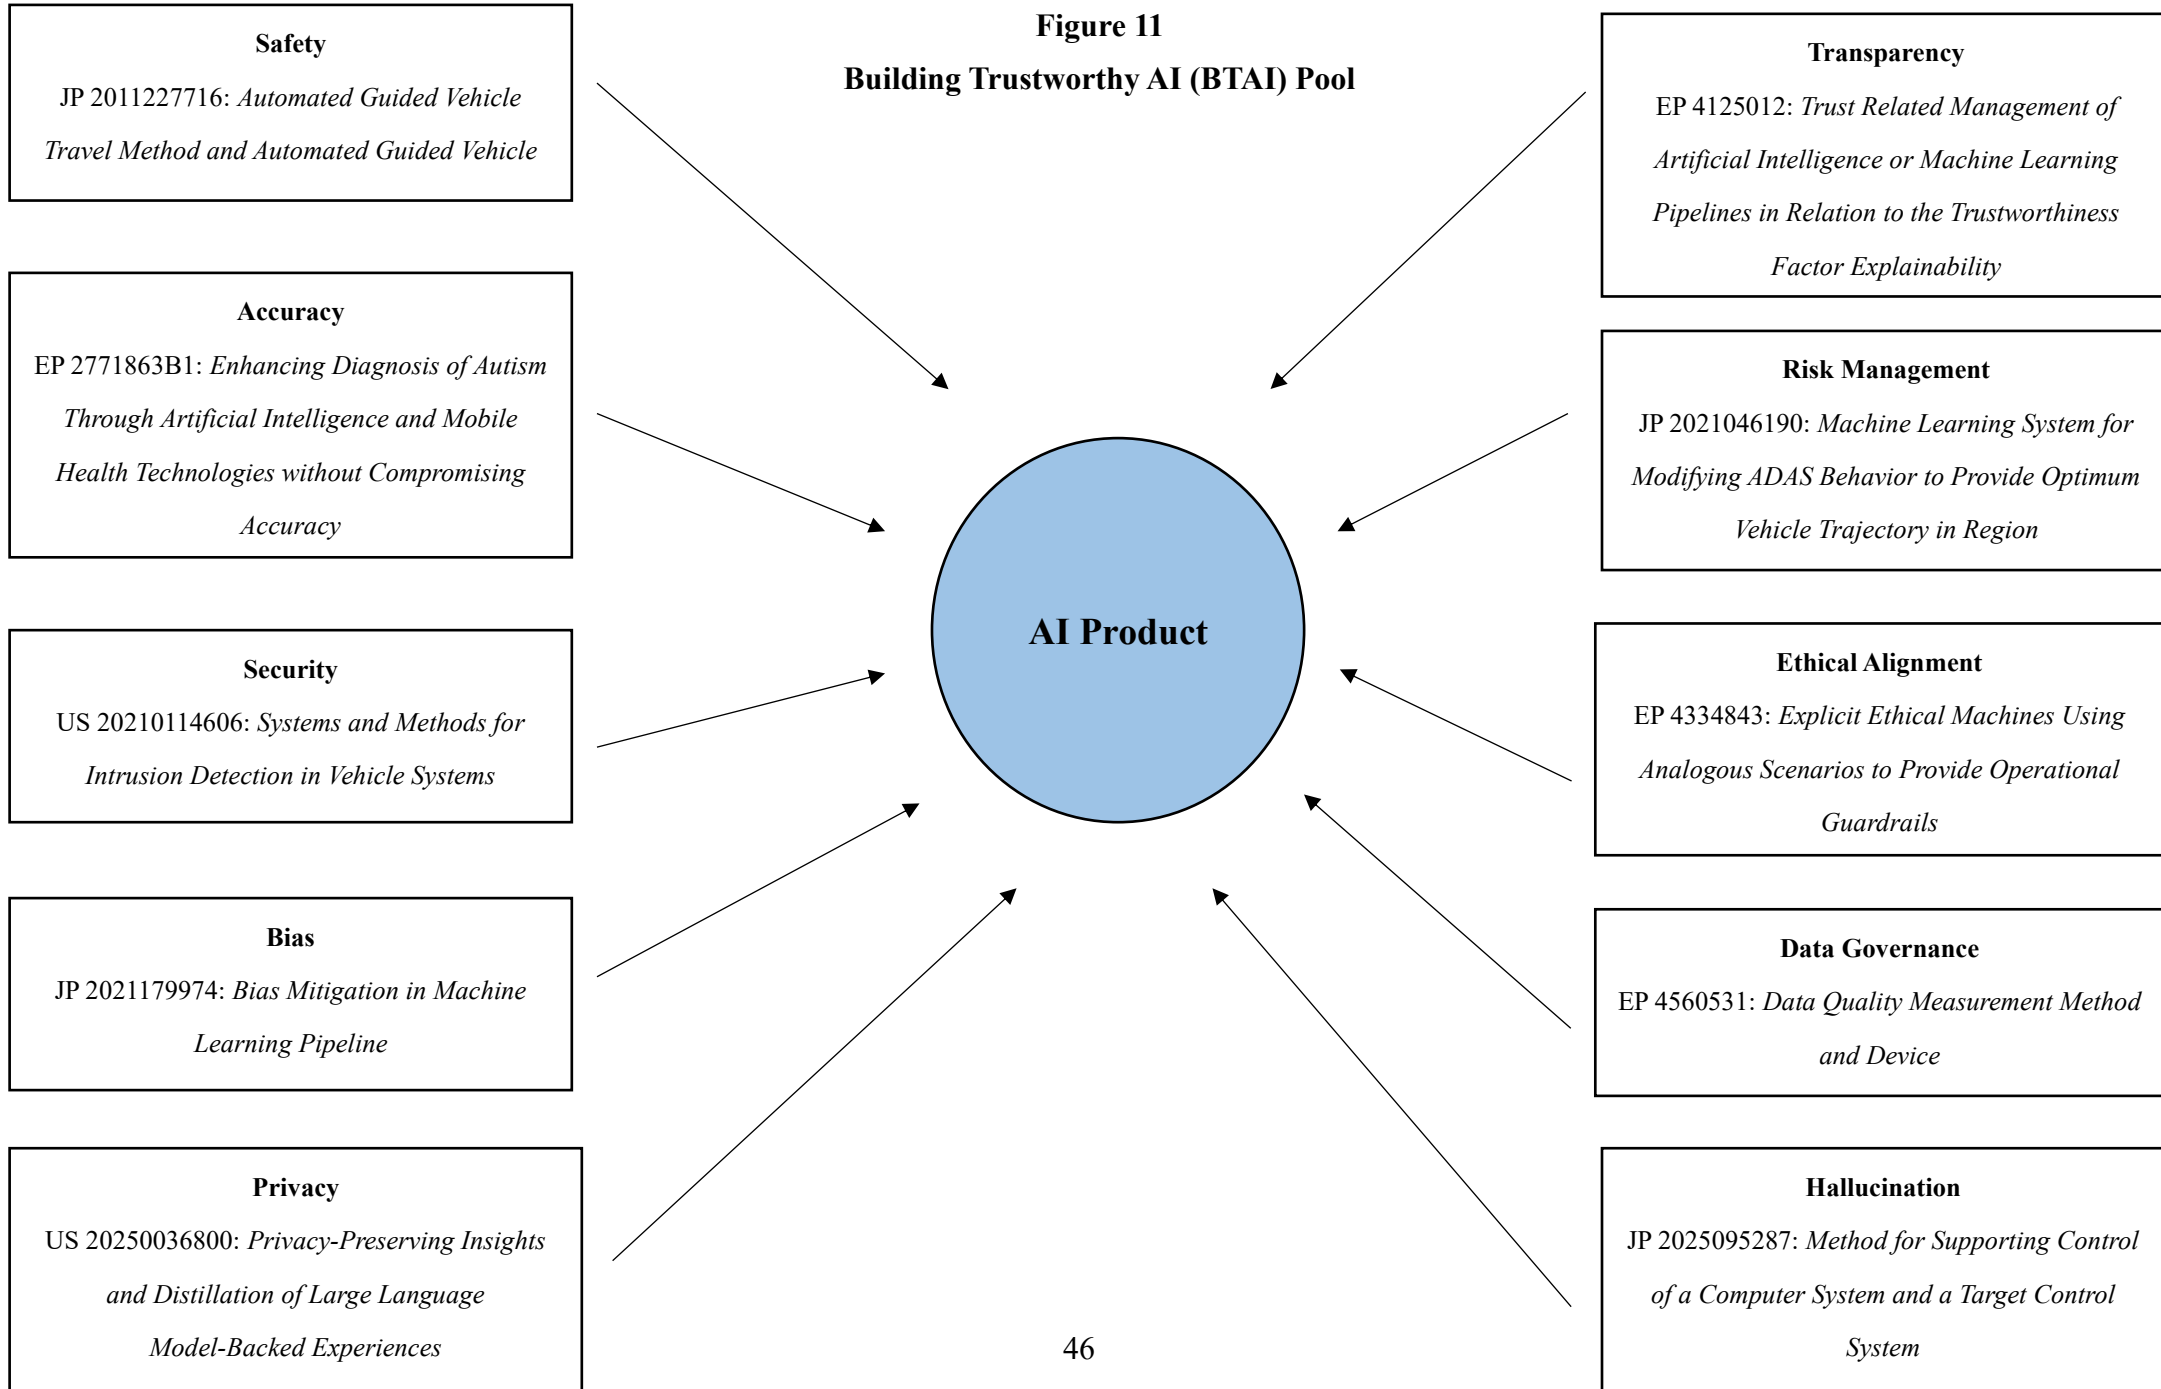 Figure 11
Building Trustworthy AI (BTAI) Pool
Safety
JP 2011227716: Automated Guided Vehicle
Travel Method and Automated Guided Vehicle
Accuracy
EP 2771863B1: Enhancing Diagnosis of Autism
Through Artificial Intelligence and Mobile
Health Technologies without Compromising
Accuracy
Security
US 20210114606: Systems and Methods for
Intrusion Detection in Vehicle Systems
Bias
JP 2021179974: Bias Mitigation in Machine
Learning Pipeline
Privacy
US 20250036800: Privacy-Preserving Insights
and Distillation of Large Language
Model-Backed Experiences
AI Product
Transparency
EP 4125012: Trust Related Management of
Artificial Intelligence or Machine Learning
Pipelines in Relation to the Trustworthiness
Factor Explainability
Risk Management
JP 2021046190: Machine Learning System for
Modifying ADAS Behavior to Provide Optimum
Vehicle Trajectory in Region
Ethical Alignment
EP 4334843: Explicit Ethical Machines Using
Analogous Scenarios to Provide Operational
Guardrails
Data Governance
EP 4560531: Data Quality Measurement Method
and Device
Hallucination
JP 2025095287: Method for Supporting Control
of a Computer System and a Target Control
System
46